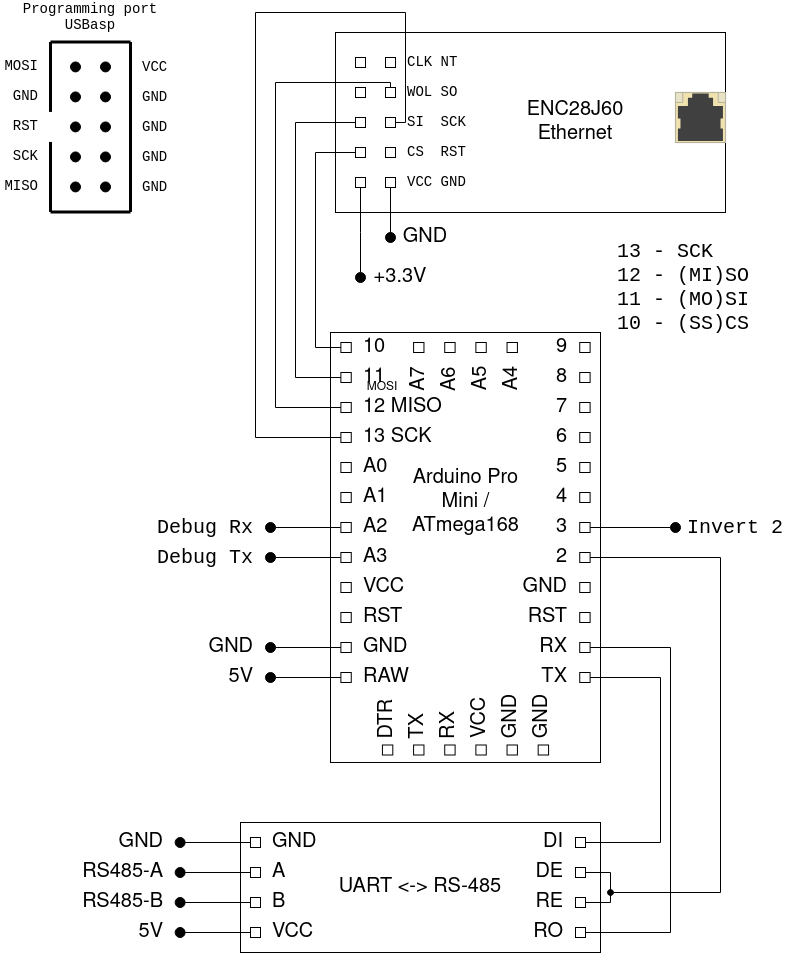 Programming port
USBasp
MOSI VCC
GND GND
RST GND
SCK GND
MISO GND
CLK NT
WOL SO
SI SCK
CS RST
VCC GND
ENC28J60
Ethernet
GND
+3.3V
13 - SCK
12 - (MI)SO
11 - (MO)SI
10 - (SS)CS
10 A7 A6 A5 A4 9
11 MOSI 8
12 MISO 7
13 SCK 6
A0 5
A1 4
Arduino Pro
Mini /
ATmega168
Debug Rx A2 3 Invert 2
Debug Tx A3 2
VCC GND
RST RST
GND GND RX
5V RAW TX
DTR TX RX VCC GND GND
GND GND DI
RS485-A A DE
UART <-> RS-485
RS485-B B RE
5V VCC RO